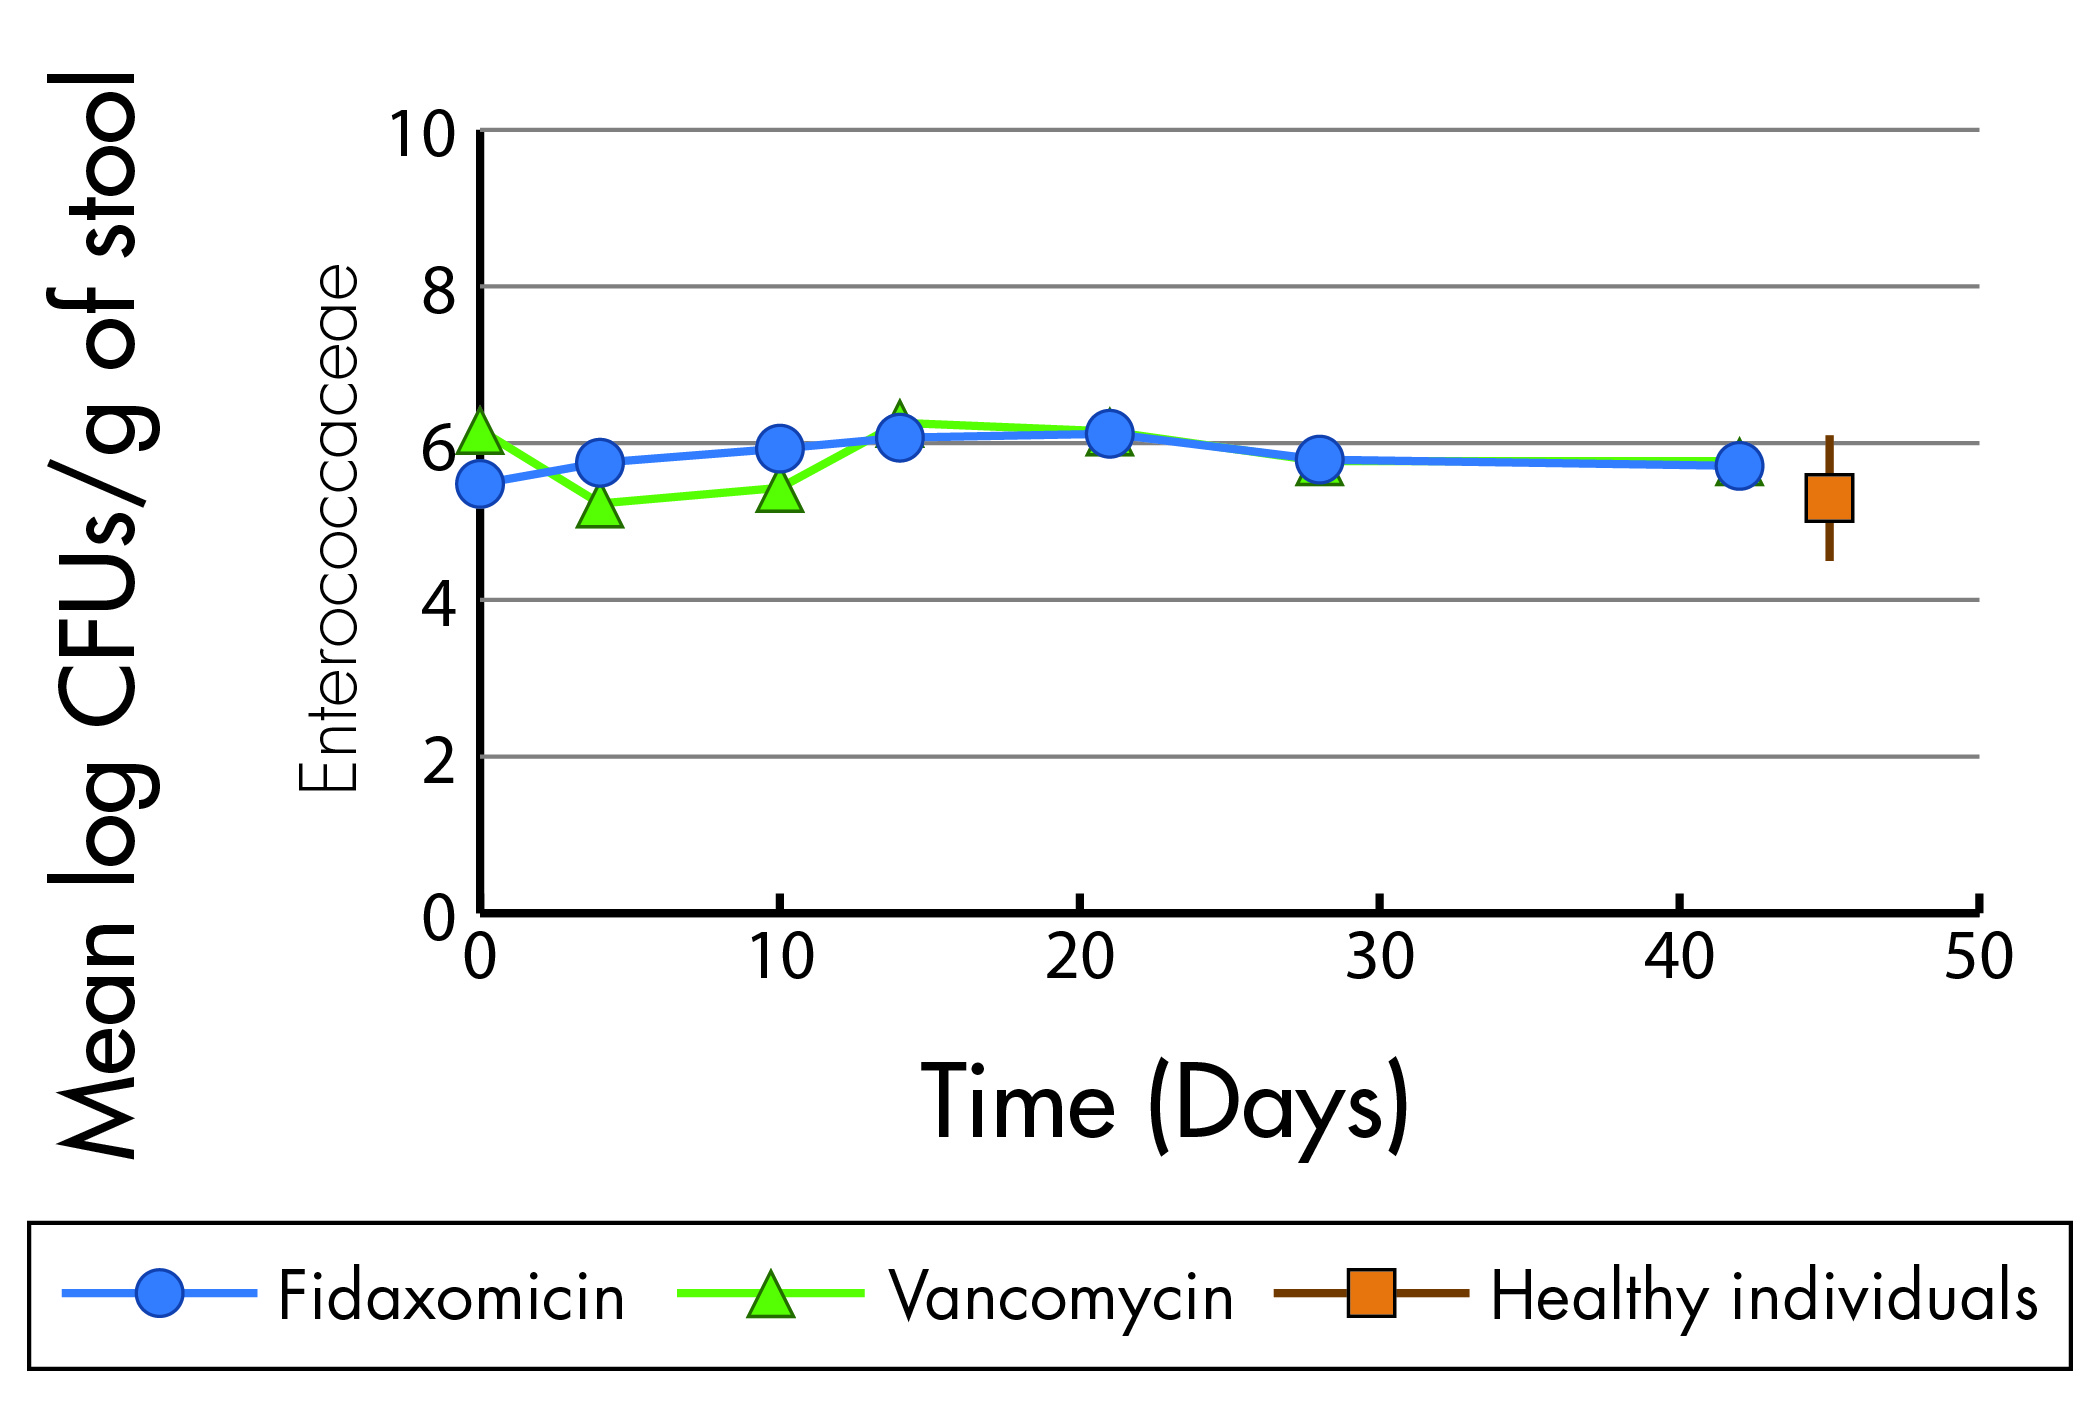 Mean log CFUs/g of stool
Enterococcaceae
10
8
6
4
2
0
0 10 20 30 40 50
Time (Days)
Fidaxomicin Vancomycin Healthy individuals